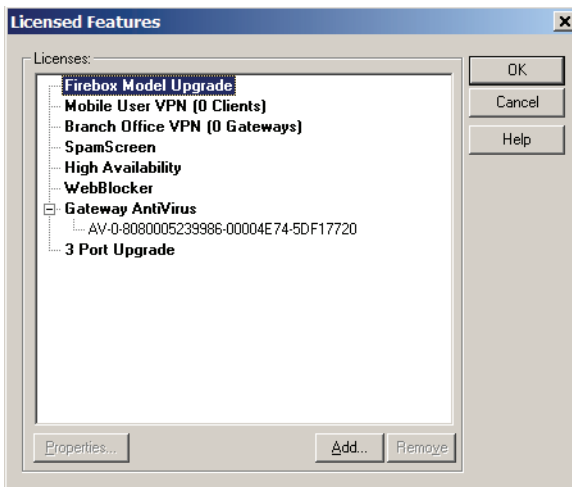 Licensed Features
Licenses:
Firebox Model Upgrade
Mobile User VPN (0 Clients)
Branch Office VPN (0 Gateways)
SpamScreen
High Availability
WebBlocker
Gateway AntiVirus
AV-0-8080005239986-00004E74-5DF17720
3 Port Upgrade
OK
Cancel
Help
Properties...
Add...
Remove